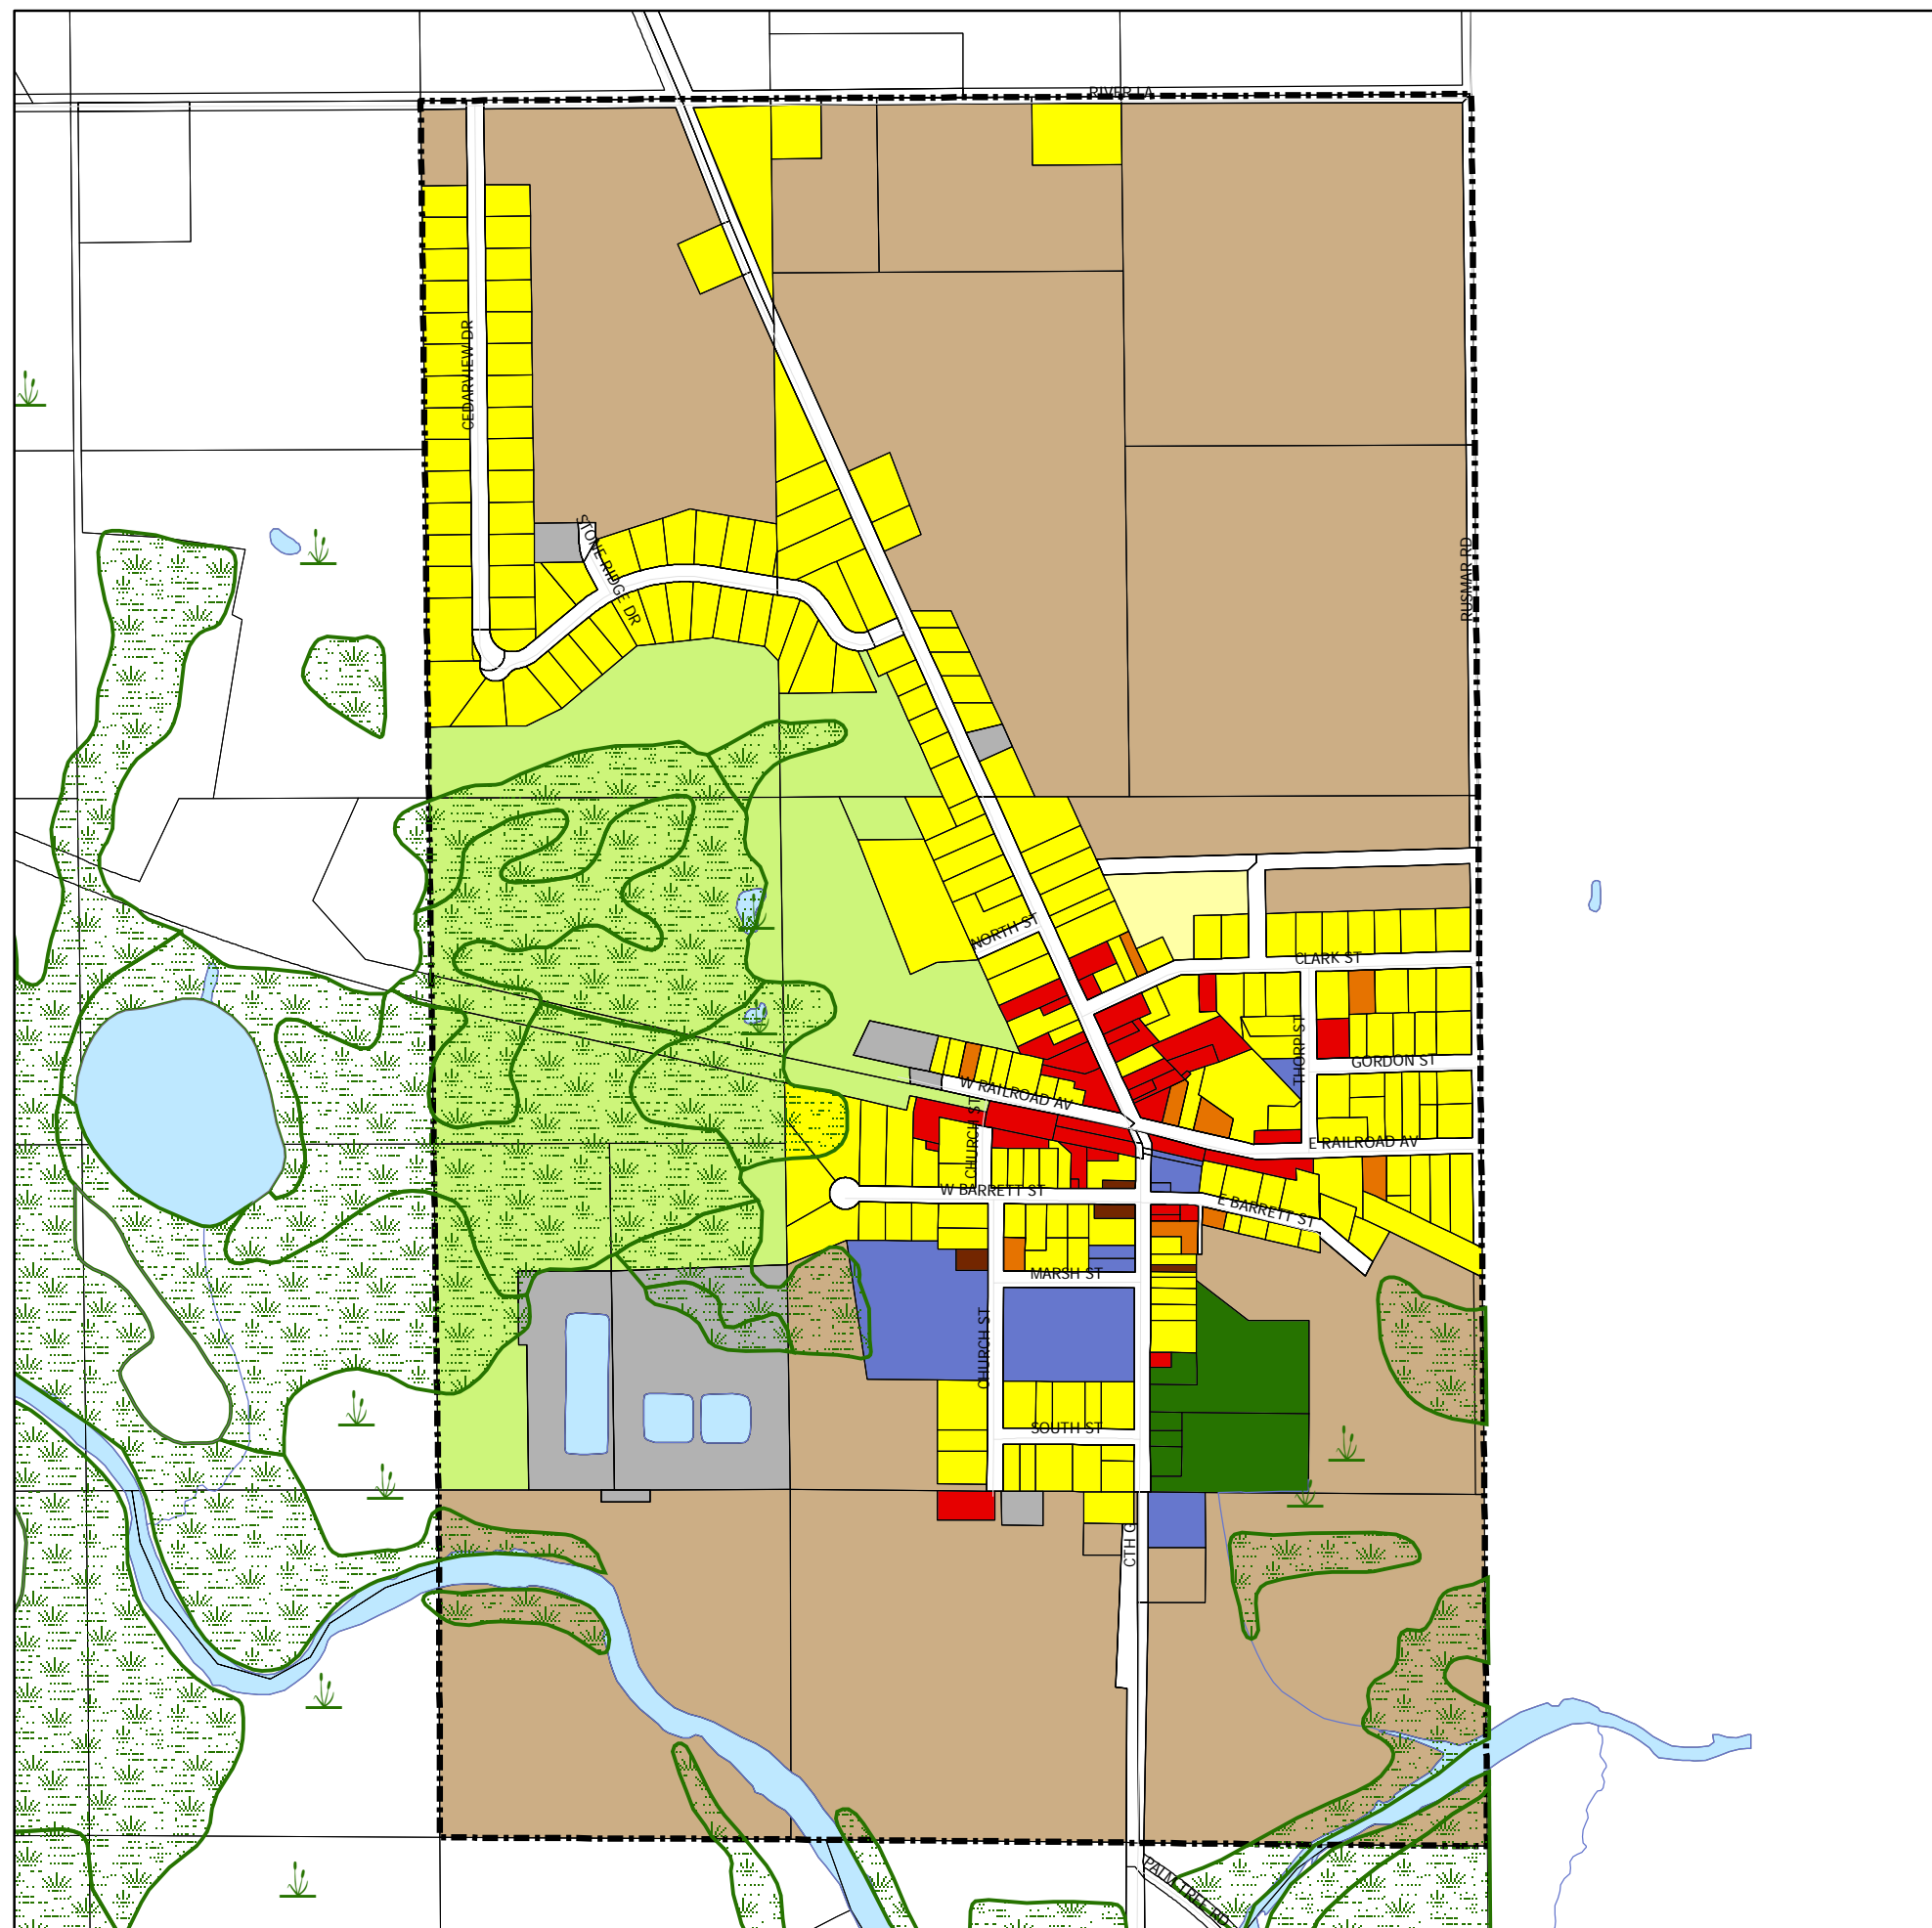 RIVER LA
CEDARVIEW DR
STONE RIDGE DR
RUSMAR RD
NORTH ST
CLARK ST
THORP ST
GORDON ST
W RAILROAD AV
CHURCH ST
E RAILROAD AV
W BARRETT ST
E BARRETT ST
MARSH ST
CHURCH ST
SOUTH ST
CTH G
PALM TREE RD